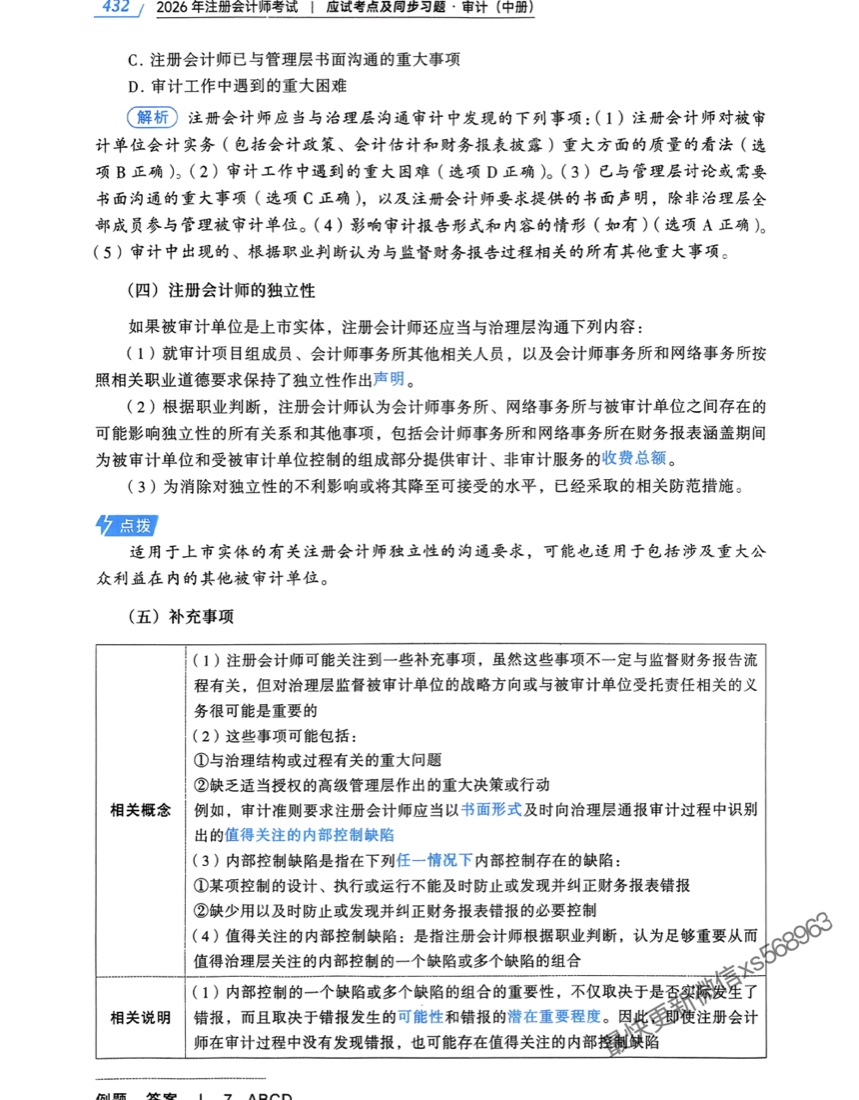 432 2026 年注册会计师考试 | 应试考点及同步习题·审计（中册）
C. 注册会计师已与管理层书面沟通的重大事项
D. 审计工作中遇到的重大困难
解析 注册会计师应当与治理层沟通审计中发现的下列事项：（1）注册会计师对被审
计单位会计实务（包括会计政策、会计估计和财务报表披露）重大方面的质量的看法（选
项 B 正确）。（2）审计工作中遇到的重大困难（选项 D 正确）。（3）已与管理层讨论或需要
书面沟通的重大事项（选项 C 正确），以及注册会计师要求提供的书面声明，除非治理层全
部成员参与管理被审计单位。（4）影响审计报告形式和内容的情形（如有）（选项 A 正确）。
（5）审计中出现的、根据职业判断认为与监督财务报告过程相关的所有其他重大事项。
（四）注册会计师的独立性
如果被审计单位是上市实体，注册会计师还应当与治理层沟通下列内容：
（1）就审计项目组成员、会计师事务所其他相关人员，以及会计师事务所和网络事务所按
照相关职业道德要求保持了独立性作出声明。
（2）根据职业判断，注册会计师认为会计师事务所、网络事务所与被审计单位之间存在的
可能影响独立性的所有关系和其他事项，包括会计师事务所和网络事务所在财务报表涵盖期间
为被审计单位和受被审计单位控制的组成部分提供审计、非审计服务的收费总额。
（3）为消除对独立性的不利影响或将其降至可接受的水平，已经采取的相关防范措施。
点拨
适用于上市实体的有关注册会计师独立性的沟通要求，可能也适用于包括涉及重大公
众利益在内的其他被审计单位。
（五）补充事项
（1）注册会计师可能关注到一些补充事项，虽然这些事项不一定与监督财务报告流
程有关，但对治理层监督被审计单位的战略方向或与被审计单位受托责任相关的义
务很可能是重要的
（2）这些事项可能包括：
①与治理结构或过程有关的重大问题
②缺乏适当授权的高级管理层作出的重大决策或行动
相关概念 例如，审计准则要求注册会计师应当以书面形式及时向治理层通报审计过程中识别
出的值得关注的内部控制缺陷
（3）内部控制缺陷是指在下列任一情况下内部控制存在的缺陷：
①某项控制的设计、执行或运行不能及时防止或发现并纠正财务报表错报
②缺少用以及时防止或发现并纠正财务报表错报的必要控制
（4）值得关注的内部控制缺陷：是指注册会计师根据职业判断，认为足够重要从而
值得治理层关注的内部控制的一个缺陷或多个缺陷的组合
（1）内部控制的一个缺陷或多个缺陷的组合的重要性，不仅取决于是否实际发生了
相关说明 错报，而且取决于错报发生的可能性和错报的潜在重要程度。因此，即使注册会计
师在审计过程中没有发现错报，也可能存在值得关注的内部控制缺陷
最快更新微信xs568963
例题 答案 | 7. ABCD